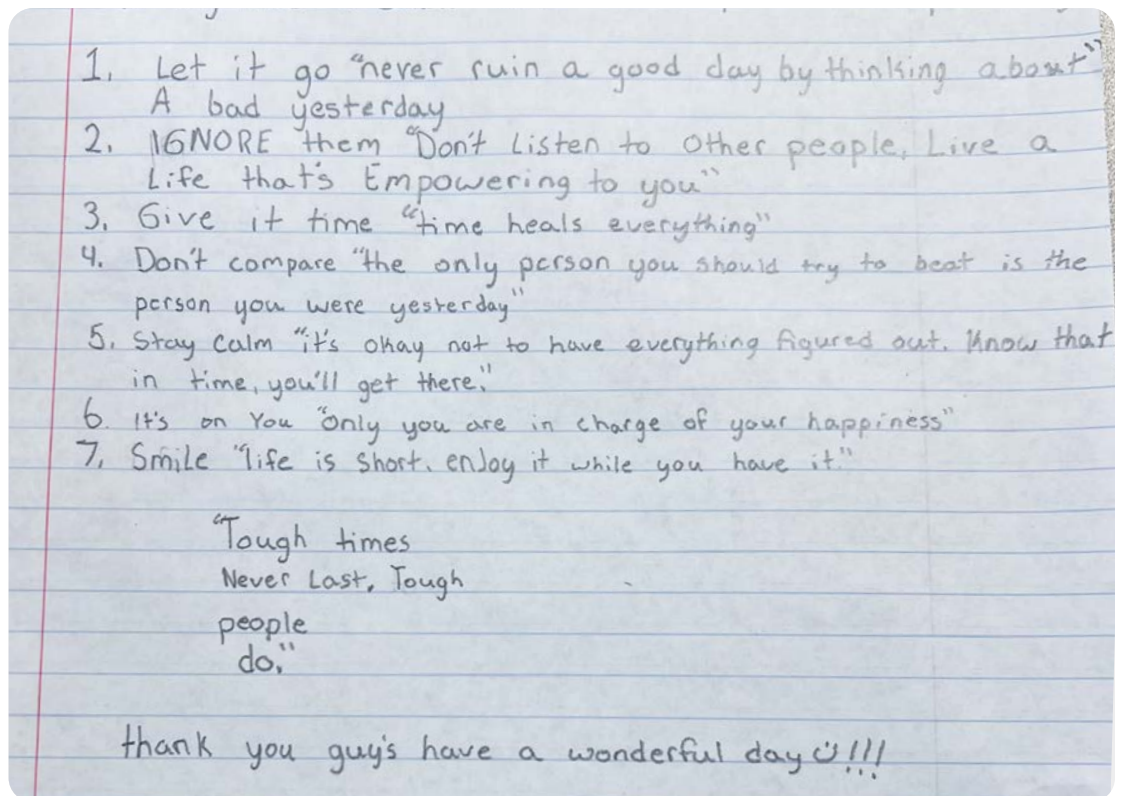 1. Let it go "never ruin a good day by thinking about"
A bad yesterday
2. IGNORE them "Don't Listen to Other people, Live a
Life that's Empowering to you"
3. Give it time "time heals everything"
4. Don't compare "the only person you should try to beat is the
person you were yesterday"
5. Stay Calm "it's okay not to have everything figured out. Know that
in time, you'll get there."
6. It's on You "Only you are in charge of your happiness"
7. Smile "life is short. enjoy it while you have it."
"Tough times
Never Last, Tough
people
do."
thank you guy's have a wonderful day !!!